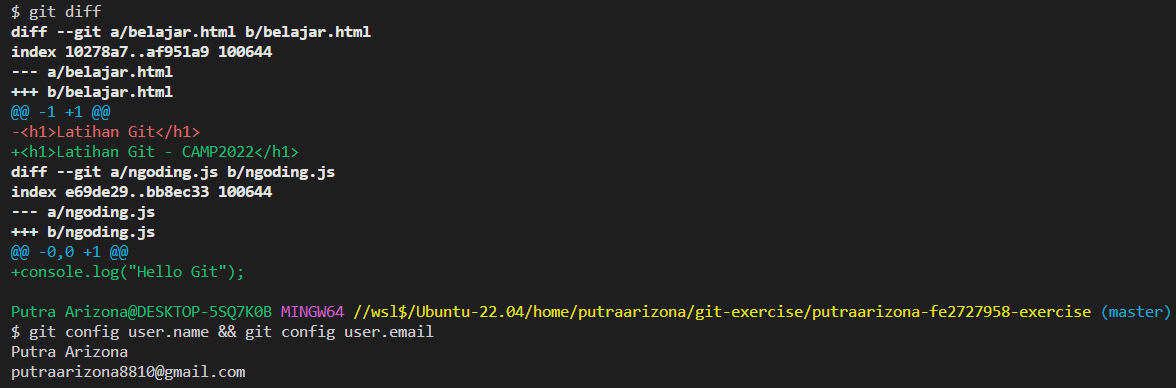 $ git diff
diff --git a/belajar.html b/belajar.html
index 10278a7..af951a9 100644
--- a/belajar.html
+++ b/belajar.html
@@ -1 +1 @@
-<h1>Latihan Git</h1>
+<h1>Latihan Git - CAMP2022</h1>
diff --git a/ngoding.js b/ngoding.js
index e69de29..bb8ec33 100644
--- a/ngoding.js
+++ b/ngoding.js
@@ -0,0 +1 @@
+console.log("Hello Git");
Putra Arizona@DESKTOP-5SQ7K0B MINGW64 //wsl$/Ubuntu-22.04/home/putraarizona/git-exercise/putraarizona-fe2727958-exercise (master)
$ git config user.name && git config user.email
Putra Arizona
putraarizona8810@gmail.com